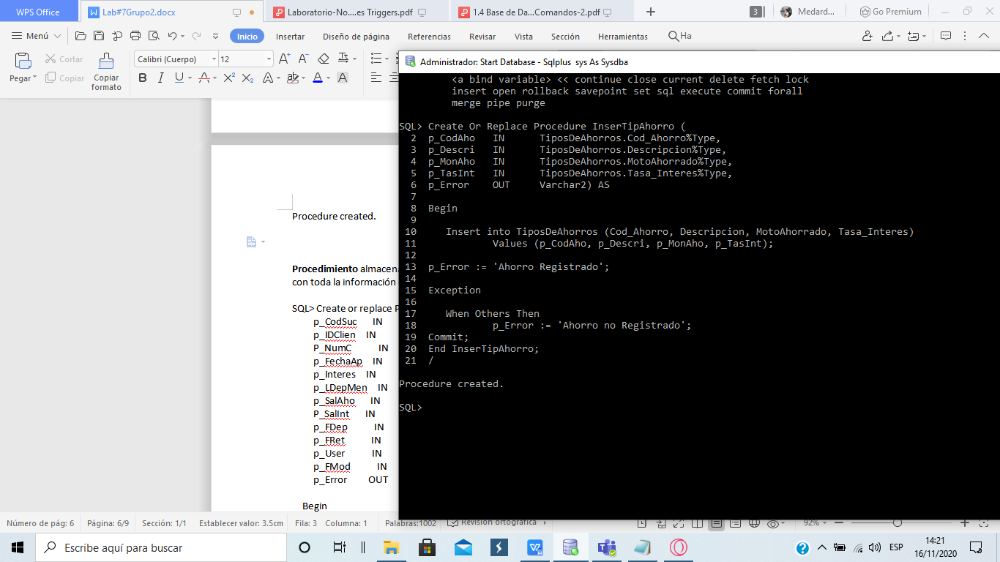 WPS Office
Lab#7Grupo2.docx
Laboratorio-No....es Triggers.pdf
1.4 Base de Da...Comandos-2.pdf
3
Medard...
Go Premium
Menú
Inicio
Insertar
Diseño de página
Referencias
Revisar
Vista
Sección
Herramientas
Ha
Pegar
Cortar
Copiar
Copiar
formato
Calibri (Cuerpo)
12
Administrador: Start Database - Sqlplus sys As Sysdba
<a bind variable> << continue close current delete fetch lock
insert open rollback savepoint set sql execute commit forall
merge pipe purge
SQL> Create Or Replace Procedure InserTipAhorro (
2 p_CodAho IN TiposDeAhorros.Cod_Ahorro%Type,
3 p_Descri IN TiposDeAhorros.Descripcion%Type,
4 p_MonAho IN TiposDeAhorros.MotoAhorrado%Type,
5 p_TasInt IN TiposDeAhorros.Tasa_Interes%Type,
6 p_Error OUT Varchar2) AS
7
8 Begin
9
10 Insert into TiposDeAhorros (Cod_Ahorro, Descripcion, MotoAhorrado, Tasa_Interes)
11 Values (p_CodAho, p_Descri, p_MonAho, p_TasInt);
12
13 p_Error := 'Ahorro Registrado';
14
15 Exception
16
17 When Others Then
18 p_Error := 'Ahorro no Registrado';
19 Commit;
20 End InserTipAhorro;
21 /
Procedure created.
SQL>
Procedure created.
Procedimiento almacena
con toda la información
SQL> Create or replace P
p_CodSuc IN
p_IDClien IN
P_NumC IN
p_FechaAp IN
p_Interes IN
p_LDepMen IN
p_SalAho IN
P_SalInt IN
p_FDep IN
p_FRet IN
p_User IN
p_FMod IN
p_Error OUT
Begin
Número de pág: 6
Página: 6/9
Sección: 1/1
Establecer valor: 3.5cm
Fila: 3
Columna: 1
Palabras:1002
Revisión ortográfica
92%
Escribe aquí para buscar
ESP
14:21
16/11/2020